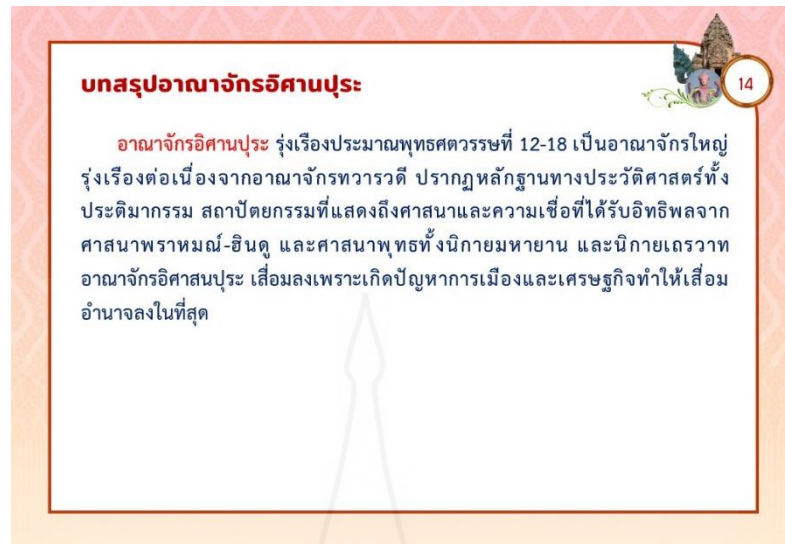 บทสรุปอาณาจักรอิศานปุระ
14
อาณาจักรอิศานปุระ รุ่งเรืองประมาณพุทธศตวรรษที่ 12-18 เป็นอาณาจักรใหญ่
รุ่งเรืองต่อเนื่องจากอาณาจักรทวารวดี ปรากฏหลักฐานทางประวัติศาสตร์ทั้ง
ประติมากรรม สถาปัตยกรรมที่แสดงถึงศาสนาและความเชื่อที่ได้รับอิทธิพลจาก
ศาสนาพราหมณ์-ฮินดู และศาสนาพุทธทั้งนิกายมหายาน และนิกายเถรวาท
อาณาจักรอิศาสนปุระ เสื่อมลงเพราะเกิดปัญหาการเมืองและเศรษฐกิจทำให้เสื่อม
อำนาจลงในที่สุด